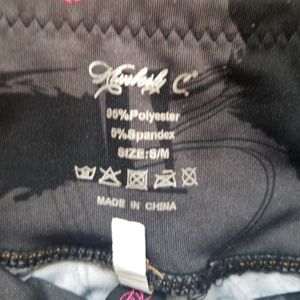 95%Polyester
5%Spandex
SIZE:S/M
MADE IN CHINA